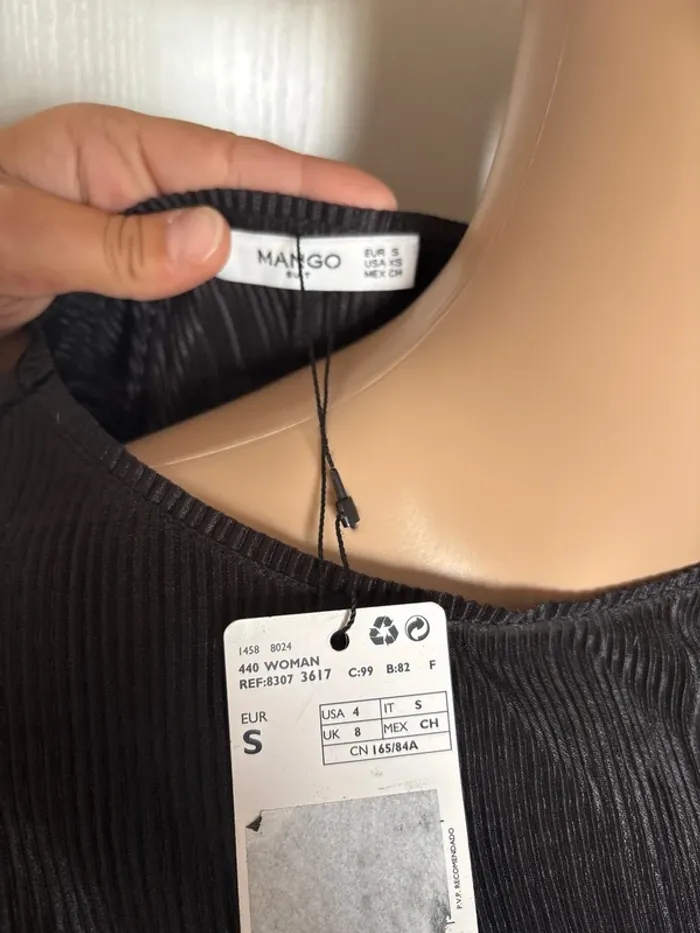 MANGO
SUIT
EUR S
USA XS
MEX CH
1458 8024
440 WOMAN
REF:8307 3617 C:99 B:82 F
EUR
S
USA 4 IT S
UK 8 MEX CH
CN 165/84A
P.V.P. RECOMENDADO